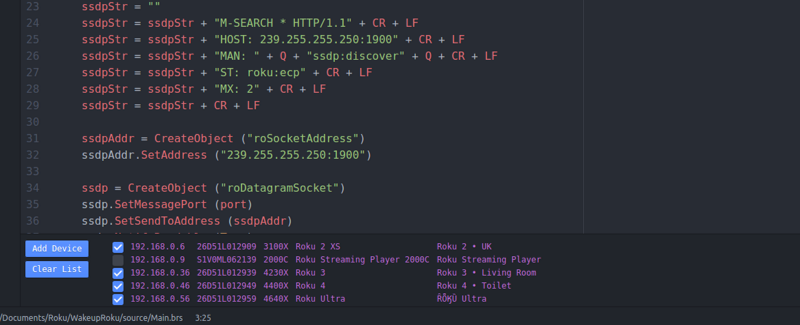 23 ssdpStr = ""
24 ssdpStr = ssdpStr + "M-SEARCH * HTTP/1.1" + CR + LF
25 ssdpStr = ssdpStr + "HOST: 239.255.255.250:1900" + CR + LF
26 ssdpStr = ssdpStr + "MAN: " + Q + "ssdp:discover" + Q + CR + LF
27 ssdpStr = ssdpStr + "ST: roku:ecp" + CR + LF
28 ssdpStr = ssdpStr + "MX: 2" + CR + LF
29 ssdpStr = ssdpStr + CR + LF
30
31 ssdpAddr = CreateObject ("roSocketAddress")
32 ssdpAddr.SetAddress ("239.255.255.250:1900")
33
34 ssdp = CreateObject ("roDatagramSocket")
35 ssdp.SetMessagePort (port)
36 ssdp.SetSendToAddress (ssdpAddr)
Add Device
Clear List
192.168.0.6 26D51L012909 3100X Roku 2 XS Roku 2 • UK
192.168.0.9 S1V0ML062139 2000C Roku Streaming Player 2000C Roku Streaming Player
192.168.0.36 26D51L012939 4230X Roku 3 Roku 3 • Living Room
192.168.0.46 26D51L012949 4400X Roku 4 Roku 4 • Toilet
192.168.0.56 26D51L012959 4640X Roku Ultra Ultra
/Documents/Roku/WakeupRoku/source/Main.brs 3:25